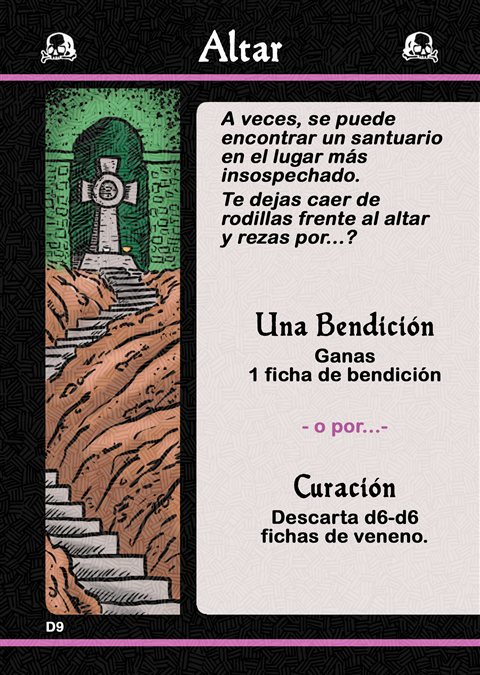 Altar
A veces, se puede
encontrar un santuario
en el lugar más
insospechado.
Te dejas caer de
rodillas frente al altar
y rezas por...?
Una Bendición
Ganas
1 ficha de bendición
- o por...-
Curación
Descarta d6-d6
fichas de veneno.
D9